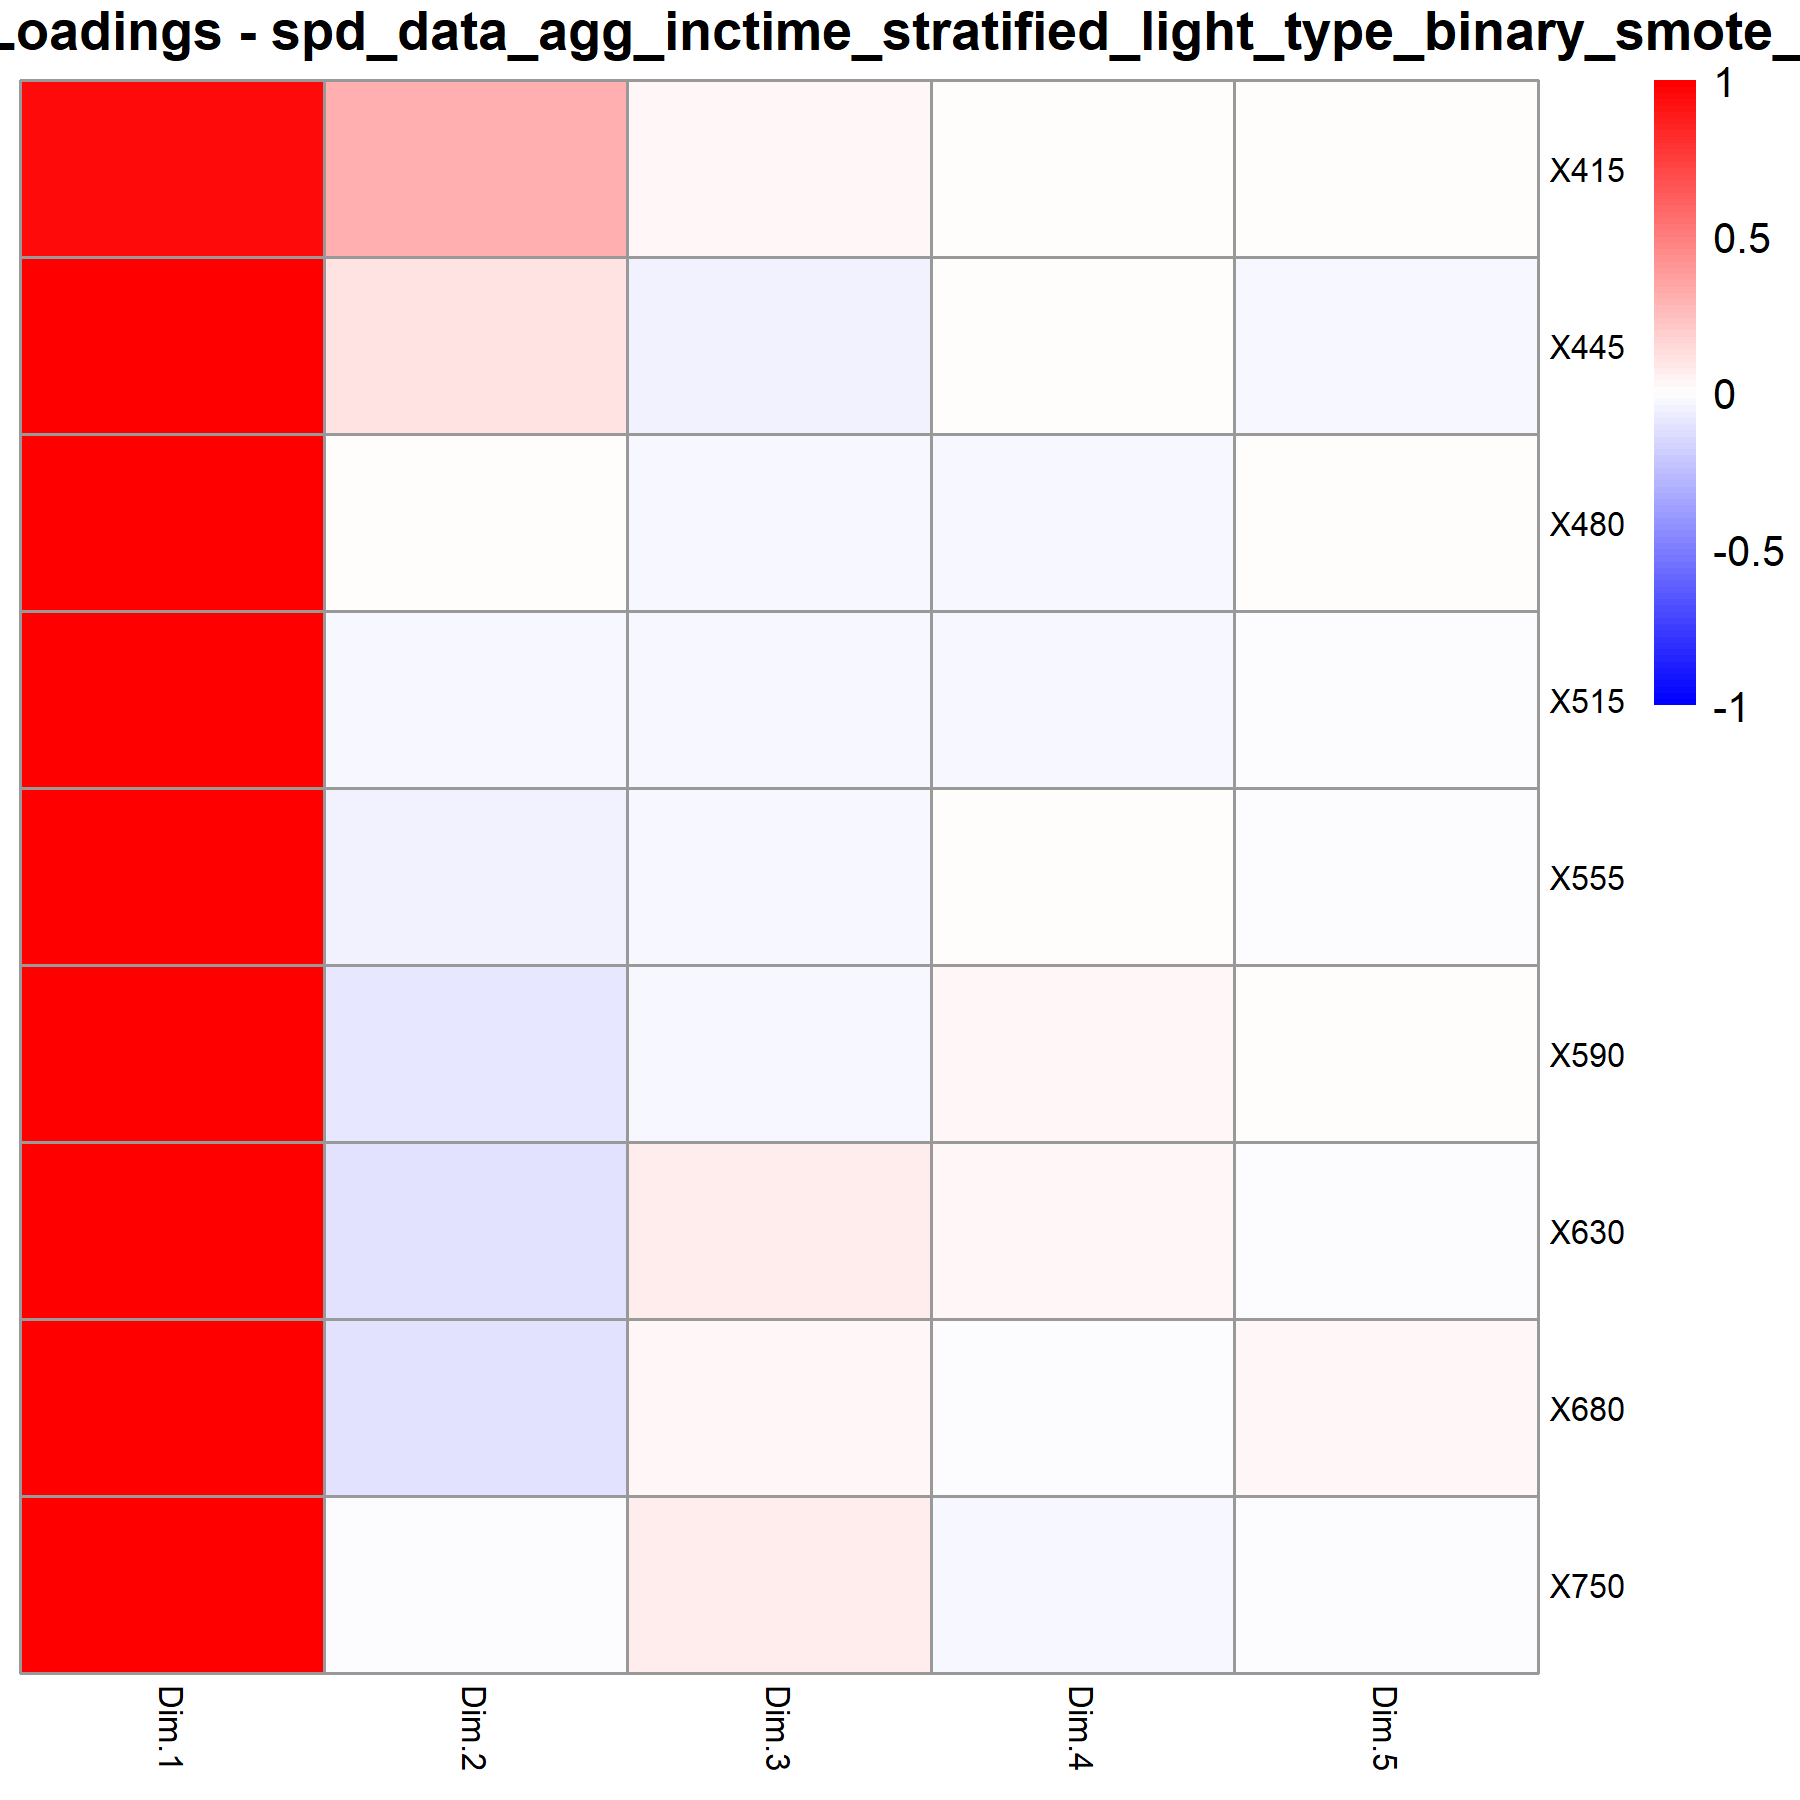 Loadings - spd_data_agg_inctime_stratified_light_type_binary_smote_
1
0.5
0
-0.5
-1
X415
X445
X480
X515
X555
X590
X630
X680
X750
Dim.1
Dim.2
Dim.3
Dim.4
Dim.5